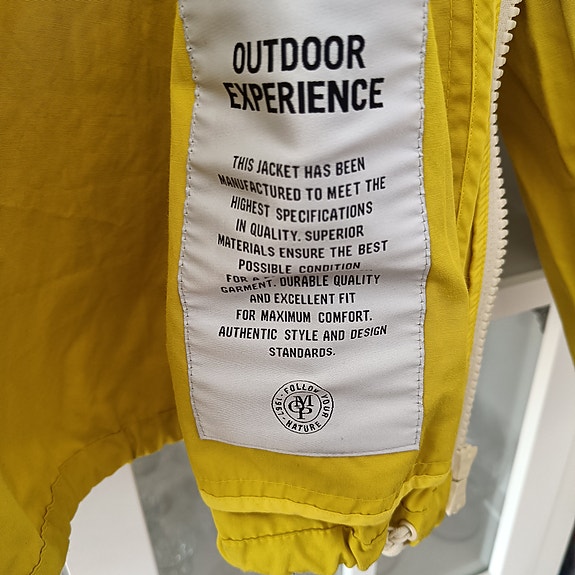 OUTDOOR
EXPERIENCE
THIS JACKET HAS BEEN
MANUFACTURED TO MEET THE
HIGHEST SPECIFICATIONS
IN QUALITY. SUPERIOR
MATERIALS ENSURE THE BEST
POSSIBLE CONDITION
FOR A
GARMENT. DURABLE QUALITY
AND EXCELLENT FIT
FOR MAXIMUM COMFORT.
AUTHENTIC STYLE AND DESIGN
STANDARDS.
FOLLOW YOUR
NATURE
1967
MOP